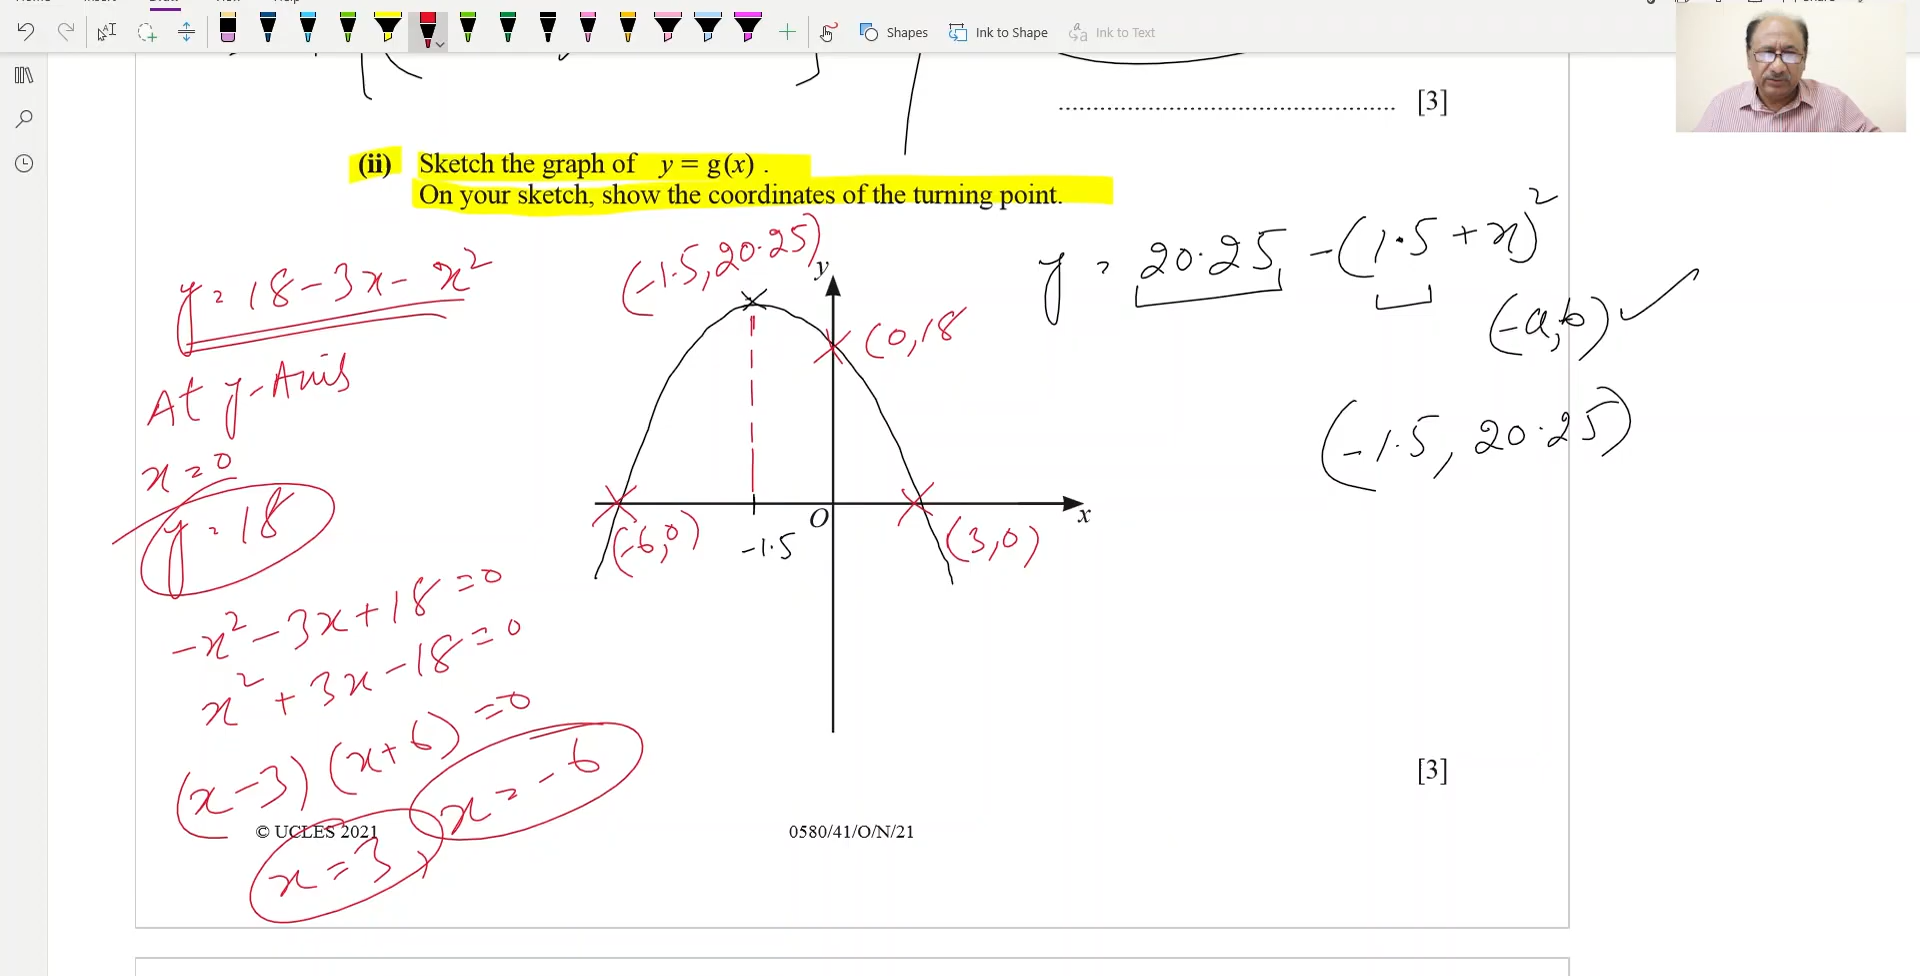 Shapes
Ink to Shape
Ink to Text
[3]
(ii) Sketch the graph of y = g(x) .
On your sketch, show the coordinates of the turning point.
y = 18 - 3x - x²
(-1.5, 20.25)
y
y = 20.25 - (1.5 + x)²
(-a, b) ✓
(0, 18
At y-Axis
x = 0
y = 18
(-1.5, 20.25)
O
x
(-6, 0)
-1.5
(3, 0)
-x² - 3x + 18 = 0
x² + 3x - 18 = 0
(x - 3) (x + 6) = 0
x = 3, x = -6
[3]
© UCLES 2021
0580/41/O/N/21